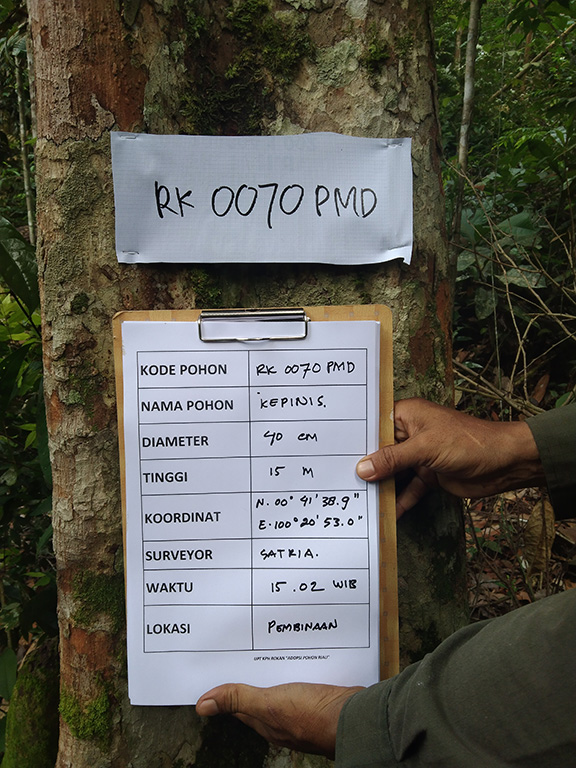 RK 0070 PMD
KODE POHON RK 0070 PMD
NAMA POHON KEPINIS.
DIAMETER 40 cm
TINGGI 15 M
KOORDINAT N. 00° 41' 38.9"
E. 100° 20' 53.0"
SURVEYOR SATRIA.
WAKTU 15.02 WIB
LOKASI PEMBINAAN
UPT KPH ROKAN "ADOPSI POHON RIAU"